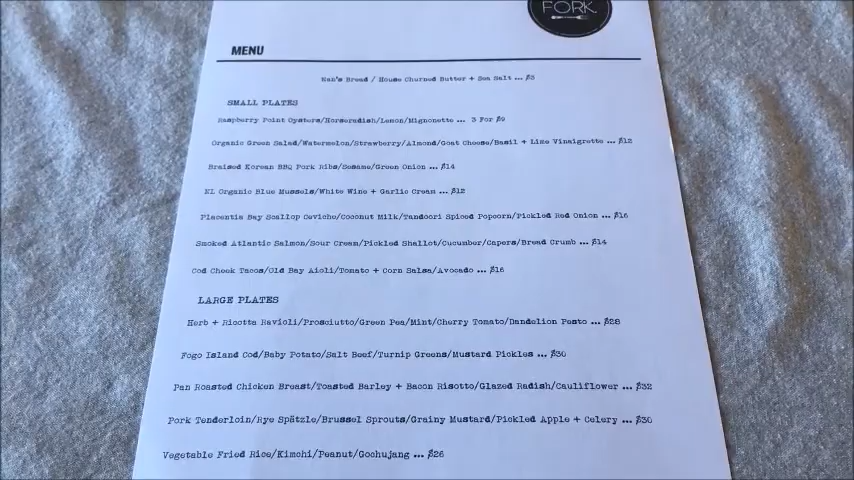 FORK
MENU
Nan's Bread / House Churned Butter + Sea Salt ... $5
SMALL PLATES
Raspberry Point Oysters/Horseradish/Lemon/Mignonette ... 3 For $9
Organic Green Salad/Watermelon/Strawberry/Almond/Goat Cheese/Basil + Lime Vinaigrette ... $12
Braised Korean BBQ Pork Ribs/Sesame/Green Onion ... $14
EL Organic Blue Mussels/White Wine + Garlic Cream ... $12
Placentia Bay Scallop Ceviche/Coconut Milk/Tandoori Spiced Popcorn/Pickled Red Onion ... $16
Smoked Atlantic Salmon/Sour Cream/Pickled Shallot/Cucumber/Capers/Bread Crumb ... $14
Cod Cheek Tacos/Old Bay Aioli/Tomato + Corn Salsa/Avocado ... $16
LARGE PLATES
Herb + Ricotta Ravioli/Prosciutto/Green Pea/Mint/Cherry Tomato/Dandelion Pesto ... $28
Fogo Island Cod/Baby Potato/Salt Beef/Turnip Greens/Mustard Pickles ... $30
Pan Roasted Chicken Breast/Toasted Barley + Bacon Risotto/Glazed Radish/Cauliflower ... $32
Pork Tenderloin/Rye Spätzle/Brussel Sprouts/Grainy Mustard/Pickled Apple + Celery ... $30
Vegetable Fried Rice/Kimchi/Peanut/Gochujang ... $26